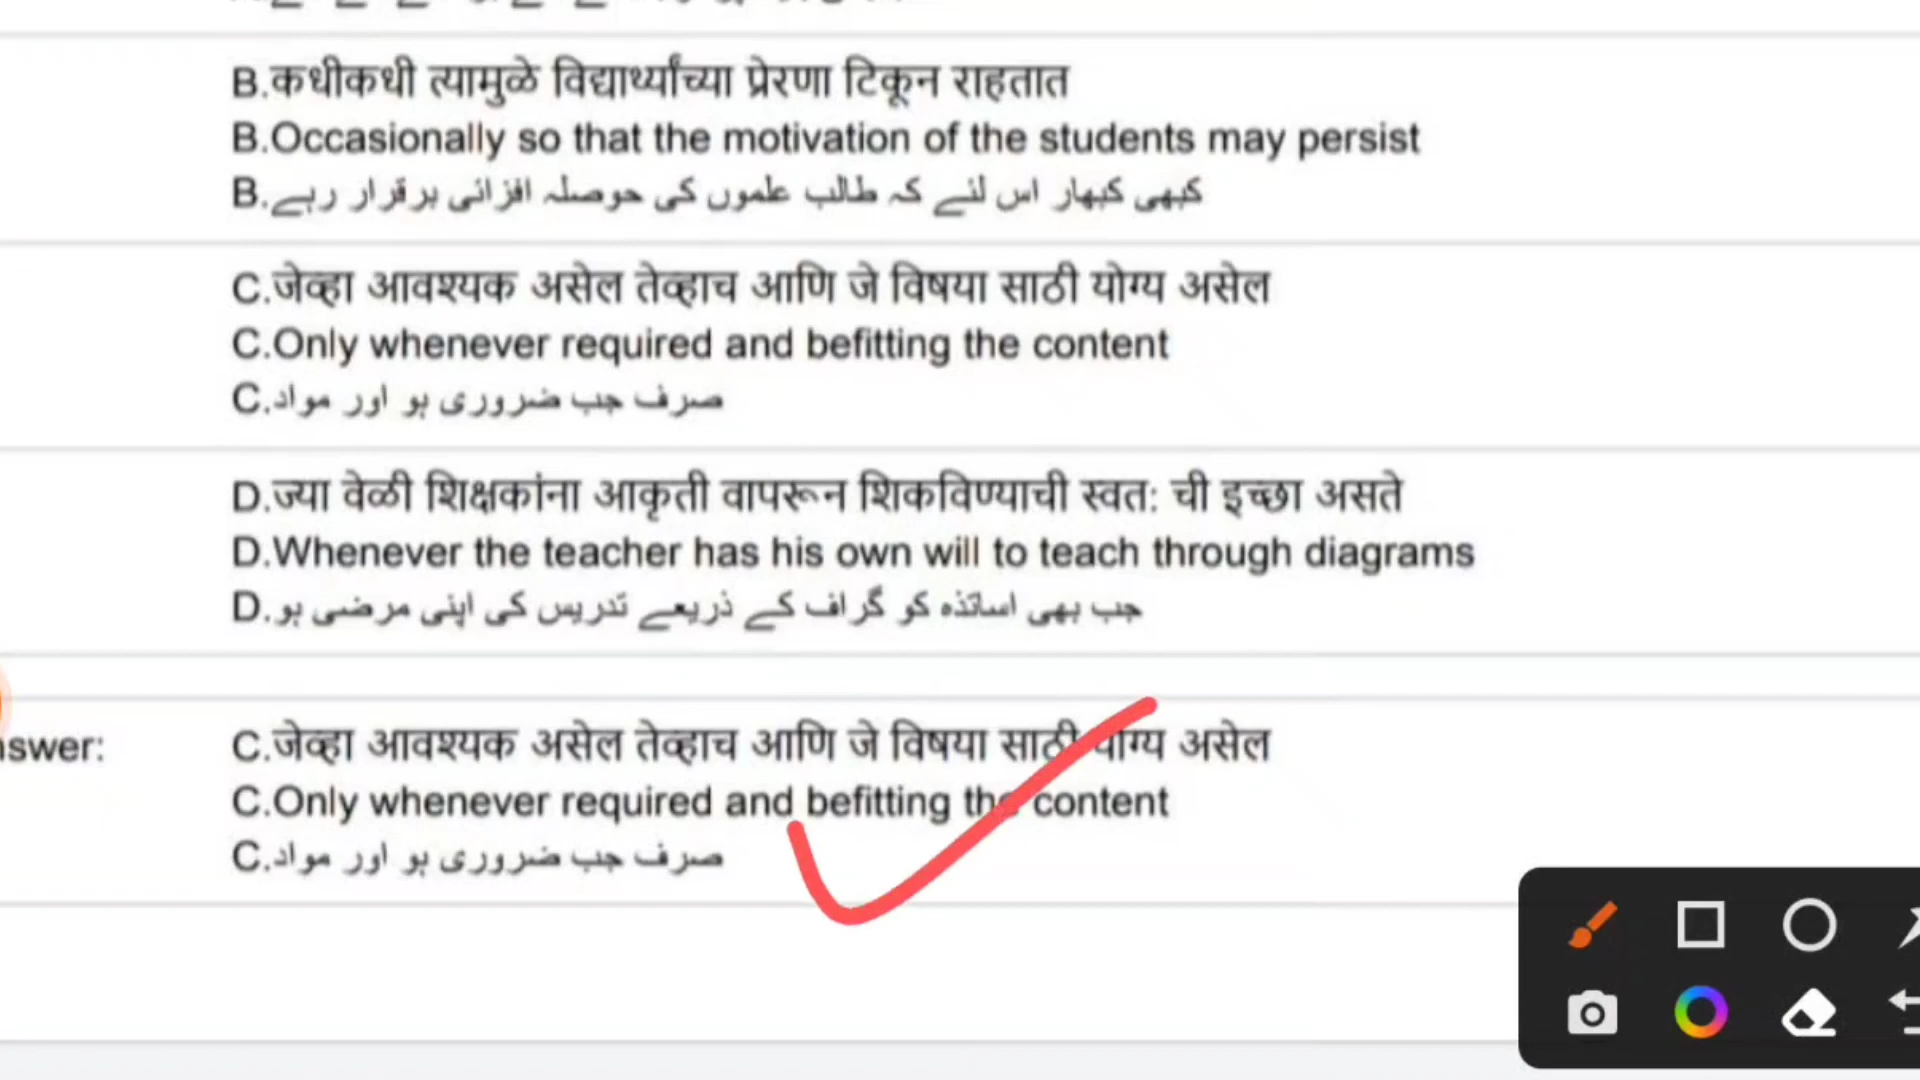 B.कधीकधी त्यामुळे विद्यार्थ्यांच्या प्रेरणा टिकून राहतात
B.Occasionally so that the motivation of the students may persist
B.کبھی کبھار اس لئے کہ طالب علموں کی حوصلہ افزائی برقرار رہے
C.जेव्हा आवश्यक असेल तेव्हाच आणि जे विषया साठी योग्य असेल
C.Only whenever required and befitting the content
C.صرف جب ضروری ہو اور مواد
D.ज्या वेळी शिक्षकांना आकृती वापरून शिकविण्याची स्वत: ची इच्छा असते
D.Whenever the teacher has his own will to teach through diagrams
D.جب بھی اساتذہ کو گراف کے ذریعے تدریس کی اپنی مرضی ہو
nswer:
C.जेव्हा आवश्यक असेल तेव्हाच आणि जे विषया साठी योग्य असेल
C.Only whenever required and befitting the content
C.صرف جب ضروری ہو اور مواد